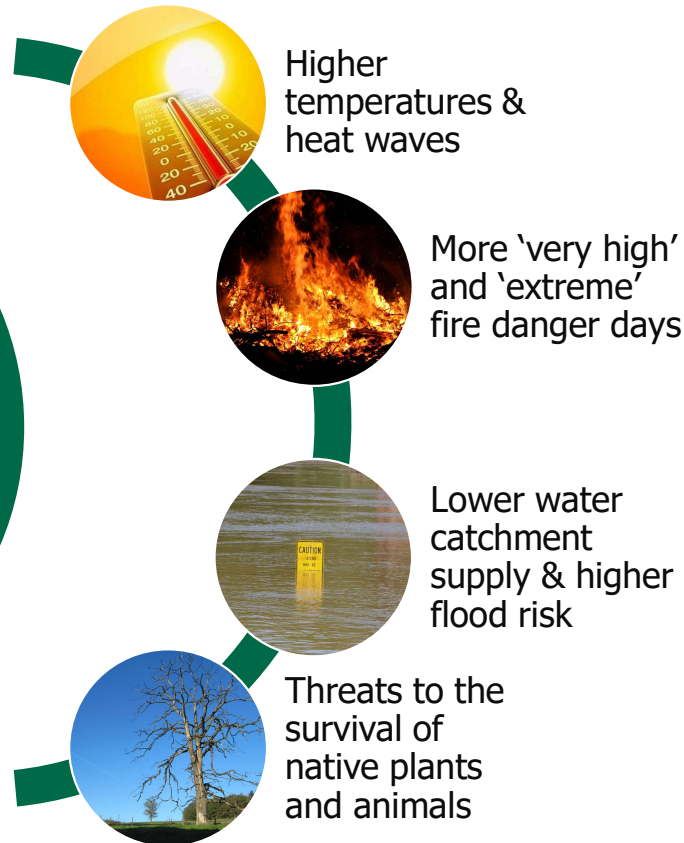 Higher
temperatures &
heat waves
More ‘very high’
and ‘extreme’
fire danger days
CAUTION
Lower water
catchment
supply & higher
flood risk
Threats to the
survival of
native plants
and animals